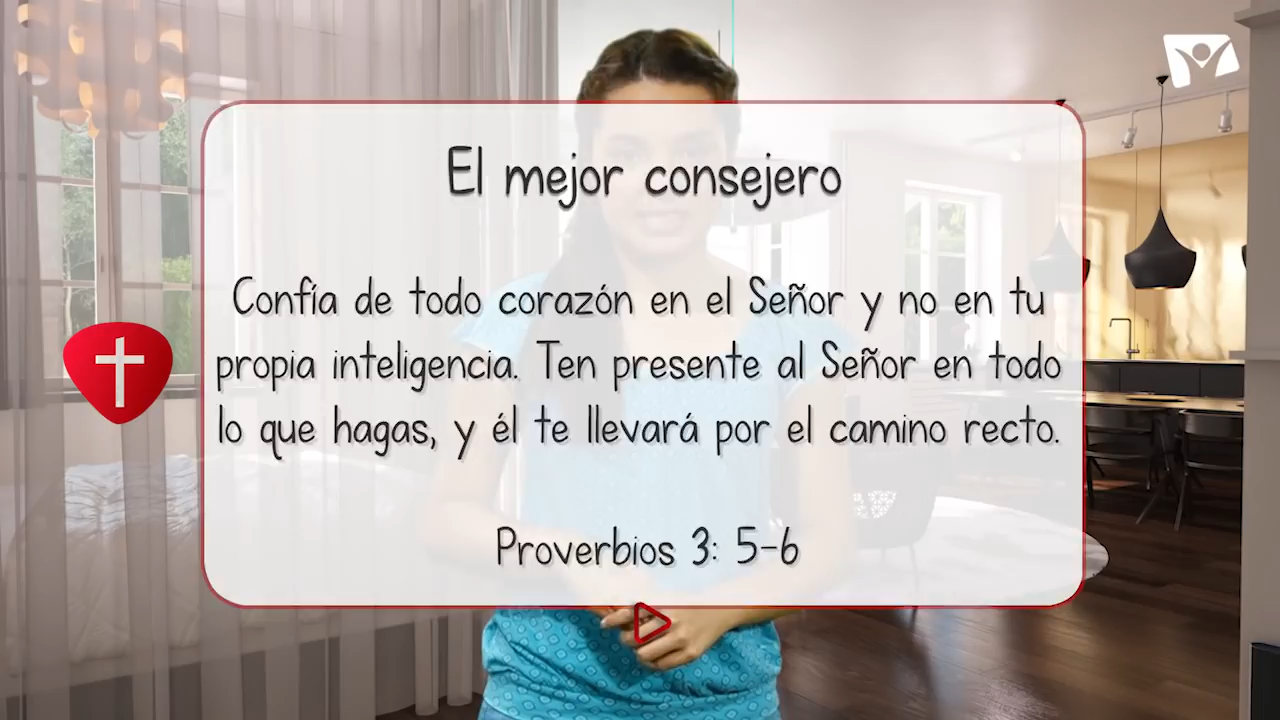 El mejor consejero
Confía de todo corazón en el Señor y no en tu
propia inteligencia. Ten presente al Señor en todo
lo que hagas, y él te llevará por el camino recto.
Proverbios 3: 5-6